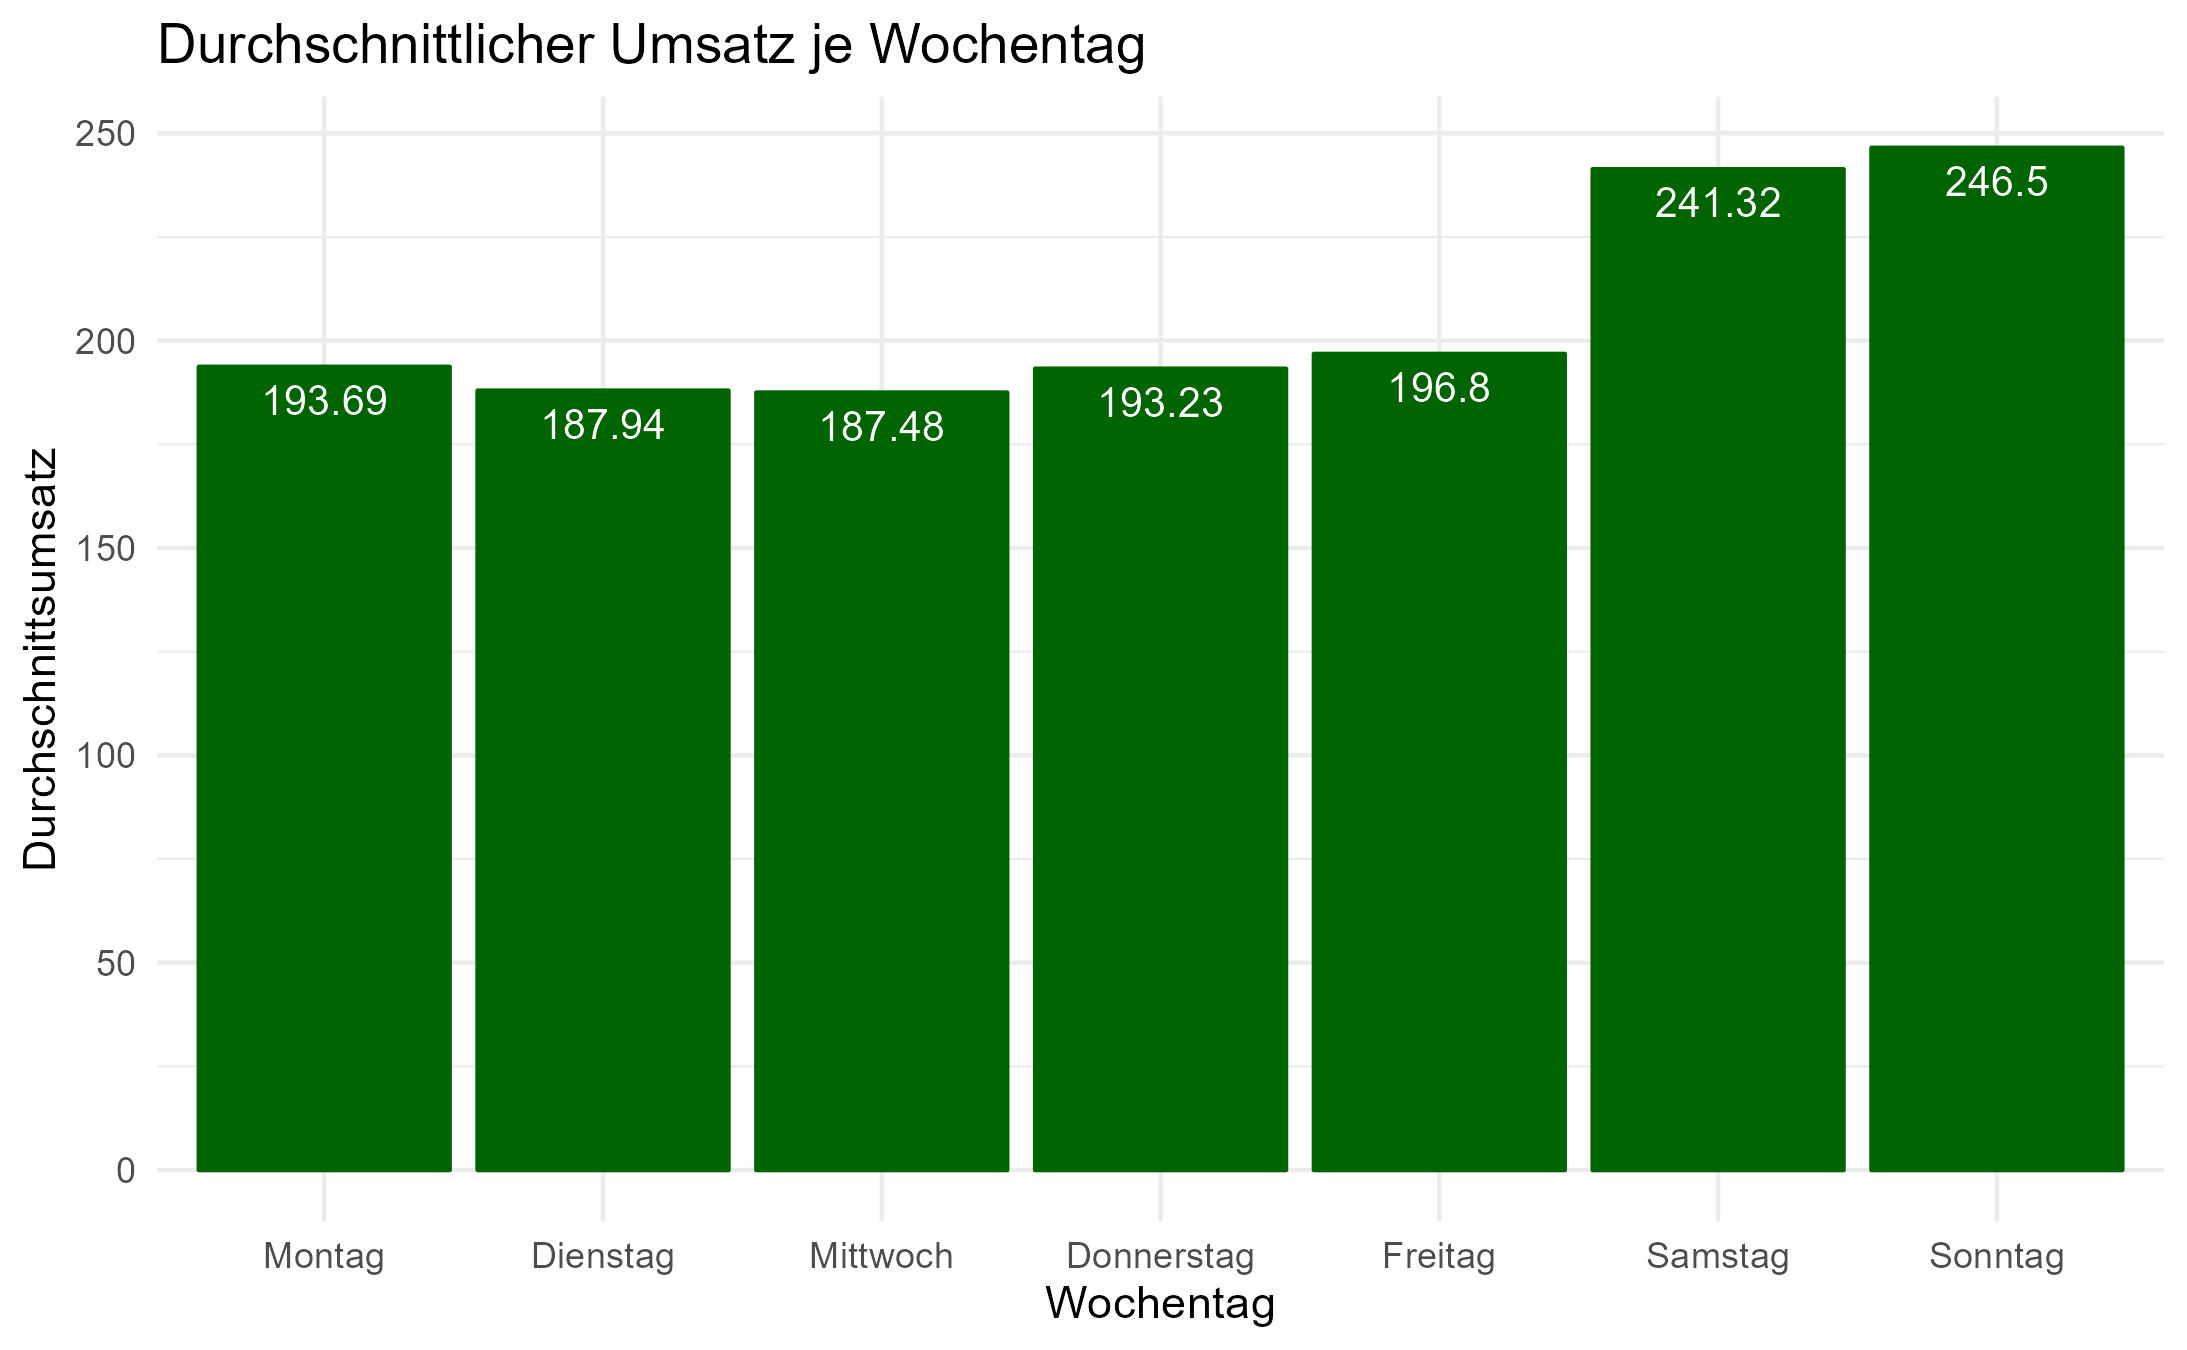 Durchschnittlicher Umsatz je Wochentag
Durchschnittsumsatz
250
200
150
100
50
0
193.69
187.94
187.48
193.23
196.8
241.32
246.5
Montag
Dienstag
Mittwoch
Donnerstag
Freitag
Samstag
Sonntag
Wochentag